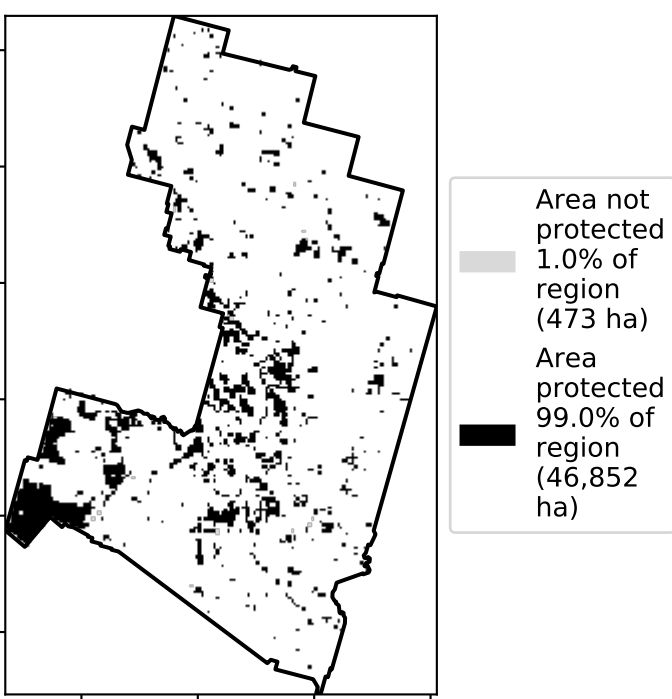 Area not
protected
1.0% of
region
(473 ha)
Area
protected
99.0% of
region
(46,852
ha)